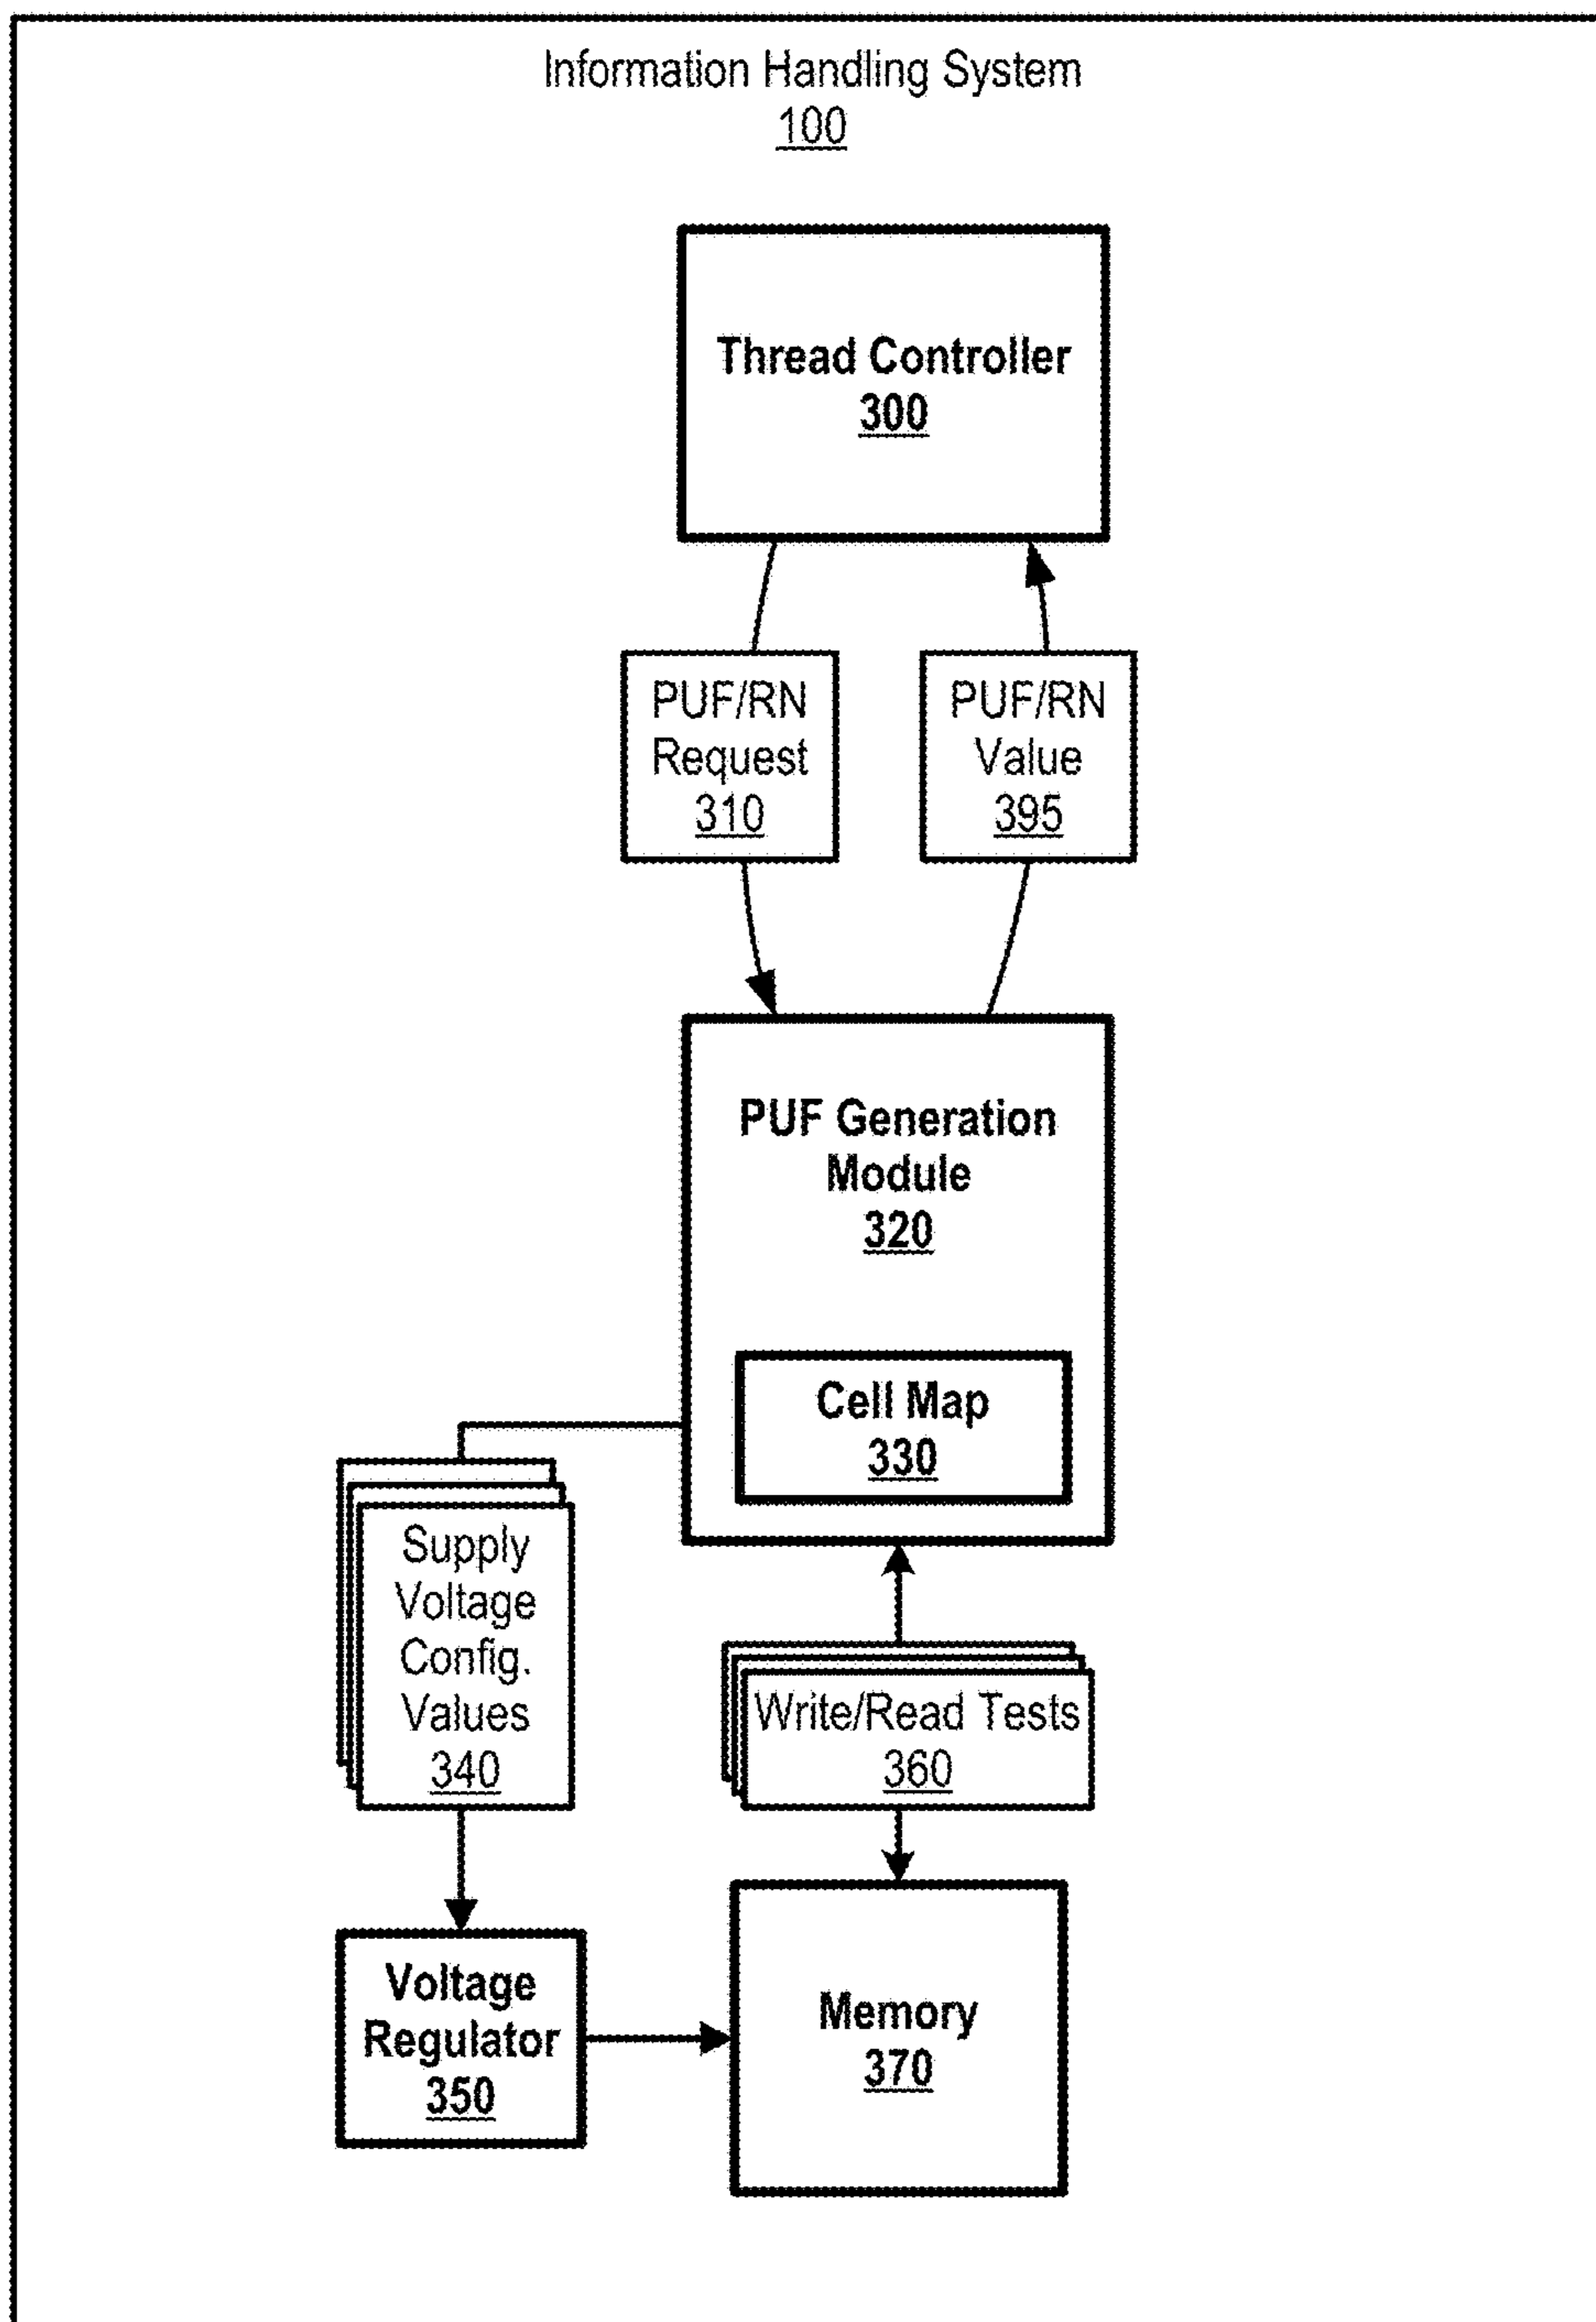 Information Handling System
100
Thread Controller
300
PUF/RN
Request
310
PUF/RN
Value
395
PUF Generation
Module
320
Cell Map
330
Supply
Voltage
Config.
Values
340
Write/Read Tests
360
Voltage
Regulator
350
Memory
370